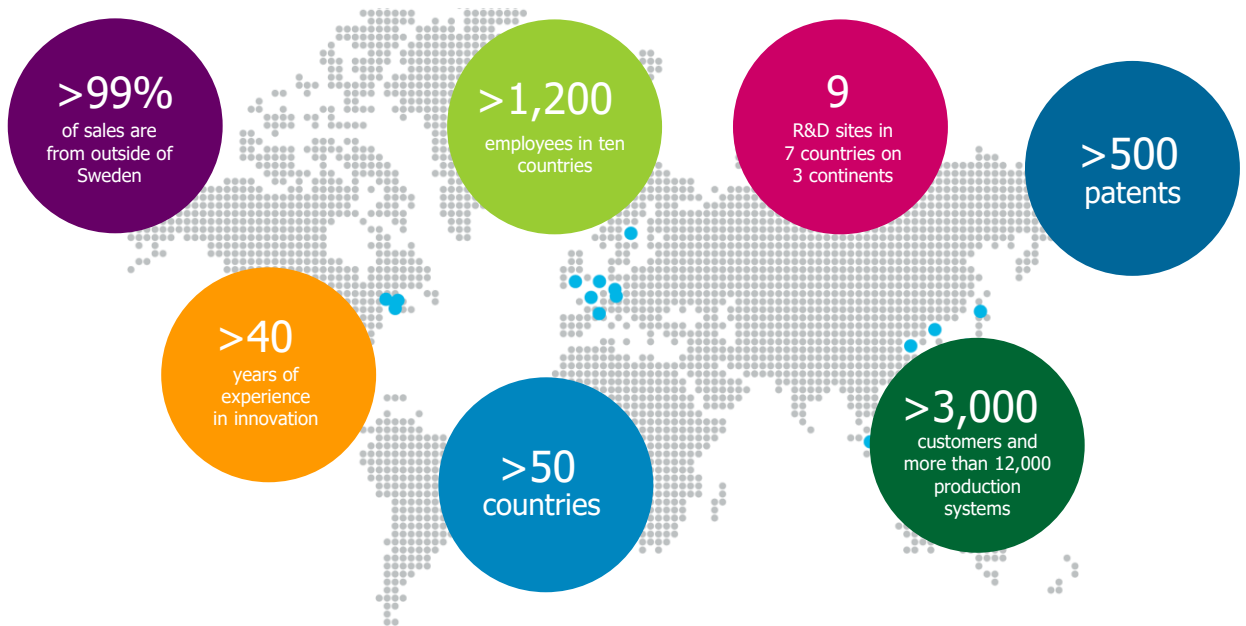 >99%
of sales are
from outside of
Sweden
>1,200
employees in ten
countries
9
R&D sites in
7 countries on
3 continents
>500
patents
>40
years of
experience
in innovation
>50
countries
>3,000
customers and
more than 12,000
production
systems